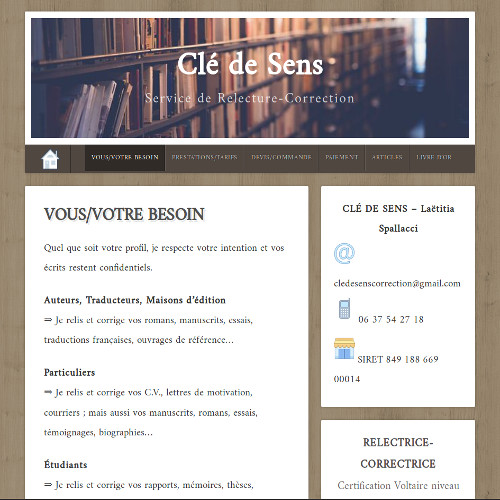 Clé de Sens
Service de Relecture-Correction
VOUS/VOTRE BESOIN PRESTATIONS/TARIFS DEVIS/COMMANDE PAIEMENT ARTICLES LIVRE D'OR
VOUS/VOTRE BESOIN
Quel que soit votre profil, je respecte votre intention et vos
écrits restent confidentiels.
Auteurs, Traducteurs, Maisons d'édition
⇒ Je relis et corrige vos romans, manuscrits, essais,
traductions françaises, ouvrages de référence…
Particuliers
⇒ Je relis et corrige vos C.V., lettres de motivation,
courriers ; mais aussi vos manuscrits, romans, essais,
témoignages, biographies…
Étudiants
⇒ Je relis et corrige vos rapports, mémoires, thèses,
CLÉ DE SENS – Laëtitia
Spallacci
@
cledesenscorrection@gmail.com
06 37 54 27 18
SIRET 849 188 669
00014
RELECTRICE-
CORRECTRICE
Certification Voltaire niveau